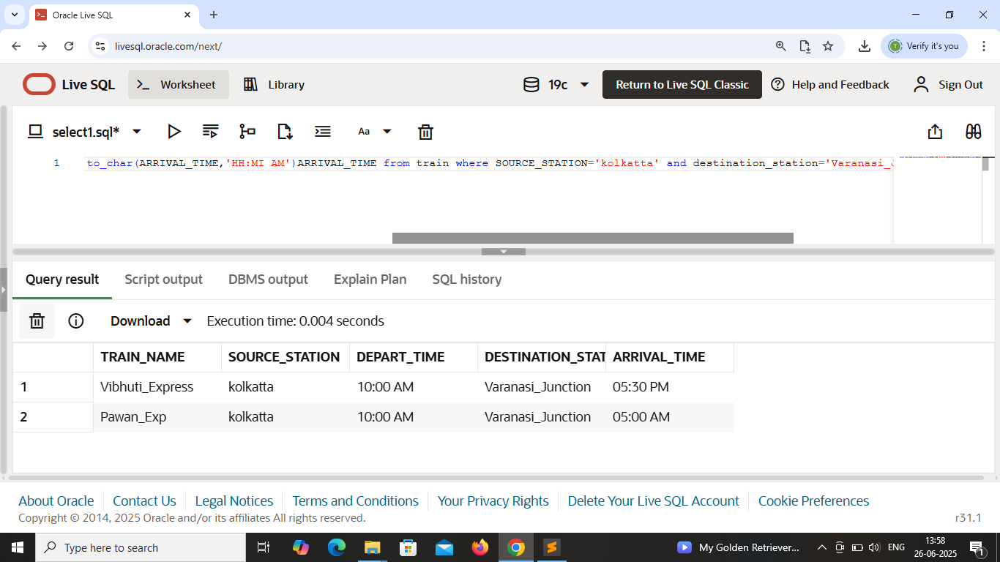 Oracle Live SQL
livesql.oracle.com/next/
T Verify it's you
Live SQL Worksheet Library 19c Return to Live SQL Classic Help and Feedback Sign Out
select1.sql* Aa
1 to_char(ARRIVAL_TIME,'HH:MI AM')ARRIVAL_TIME from train where SOURCE_STATION='kolkatta' and destination_station='Varanasi_J
Query result Script output DBMS output Explain Plan SQL history
Download Execution time: 0.004 seconds
TRAIN_NAME SOURCE_STATION DEPART_TIME DESTINATION_STAT ARRIVAL_TIME
1 Vibhuti_Express kolkatta 10:00 AM Varanasi_Junction 05:30 PM
2 Pawan_Exp kolkatta 10:00 AM Varanasi_Junction 05:00 AM
About Oracle Contact Us Legal Notices Terms and Conditions Your Privacy Rights Delete Your Live SQL Account Cookie Preferences
Copyright © 2014, 2025 Oracle and/or its affiliates All rights reserved. r31.1
Type here to search My Golden Retriever... ENG 13:58
26-06-2025 1